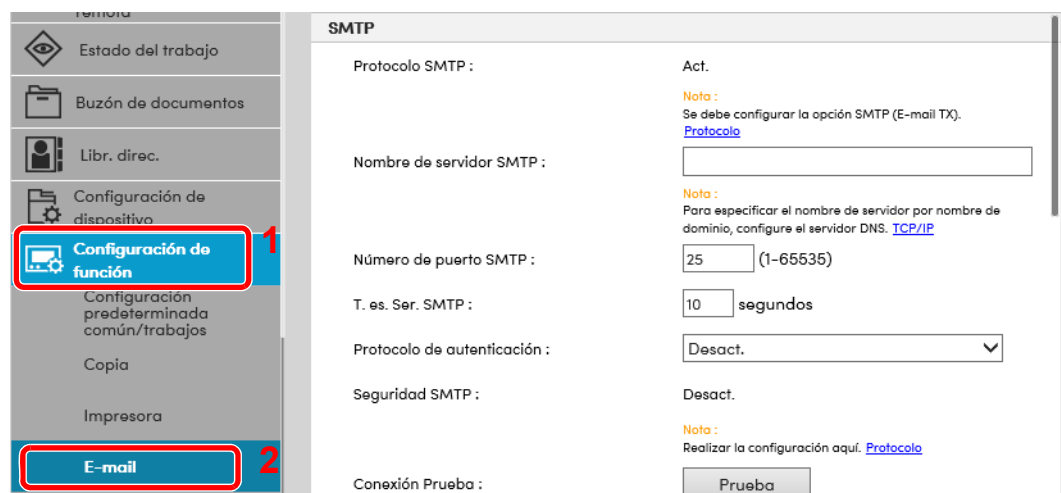 remota
Estado del trabajo
Buzón de documentos
Libr. direc.
Configuración de
dispositivo
Configuración de
función
1
Configuración
predeterminada
común/trabajos
Copia
Impresora
E-mail
2
SMTP
Protocolo SMTP :
Act.
Nota :
Se debe configurar la opción SMTP (E-mail TX).
Protocolo
Nombre de servidor SMTP :
Nota :
Para especificar el nombre de servidor por nombre de
dominio, configure el servidor DNS. TCP/IP
Número de puerto SMTP :
25 (1-65535)
T. es. Ser. SMTP :
10 segundos
Protocolo de autenticación :
Desact.
Seguridad SMTP :
Desact.
Nota :
Realizar la configuración aquí. Protocolo
Conexión Prueba :
Prueba